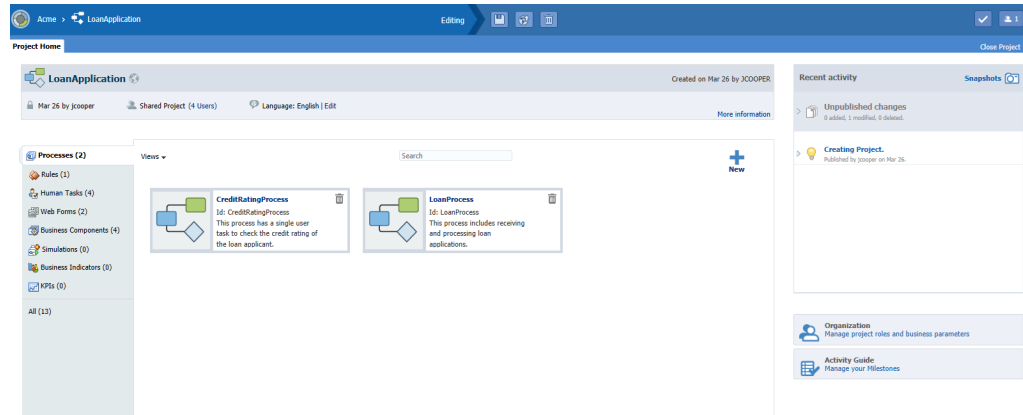 Acme › LoanApplication
Editing
1
Project Home
Close Project
LoanApplication
Created on Mar 26 by JCOOPER
Mar 26 by jcooper
Shared Project (4 Users)
Language: English | Edit
More information
Recent activity
Snapshots
Unpublished changes
0 added, 1 modified, 0 deleted.
Creating Project.
Published by jcooper on Mar 26.
Processes (2)
Rules (1)
Human Tasks (4)
Web Forms (2)
Business Components (4)
Simulations (0)
Business Indicators (0)
KPIs (0)
All (13)
Views
Search
New
CreditRatingProcess
Id: CreditRatingProcess
This process has a single user
task to check the credit rating of
the loan applicant.
LoanProcess
Id: LoanProcess
This process includes receiving
and processing loan
applications.
Organization
Manage project roles and business parameters
Activity Guide
Manage your Milestones